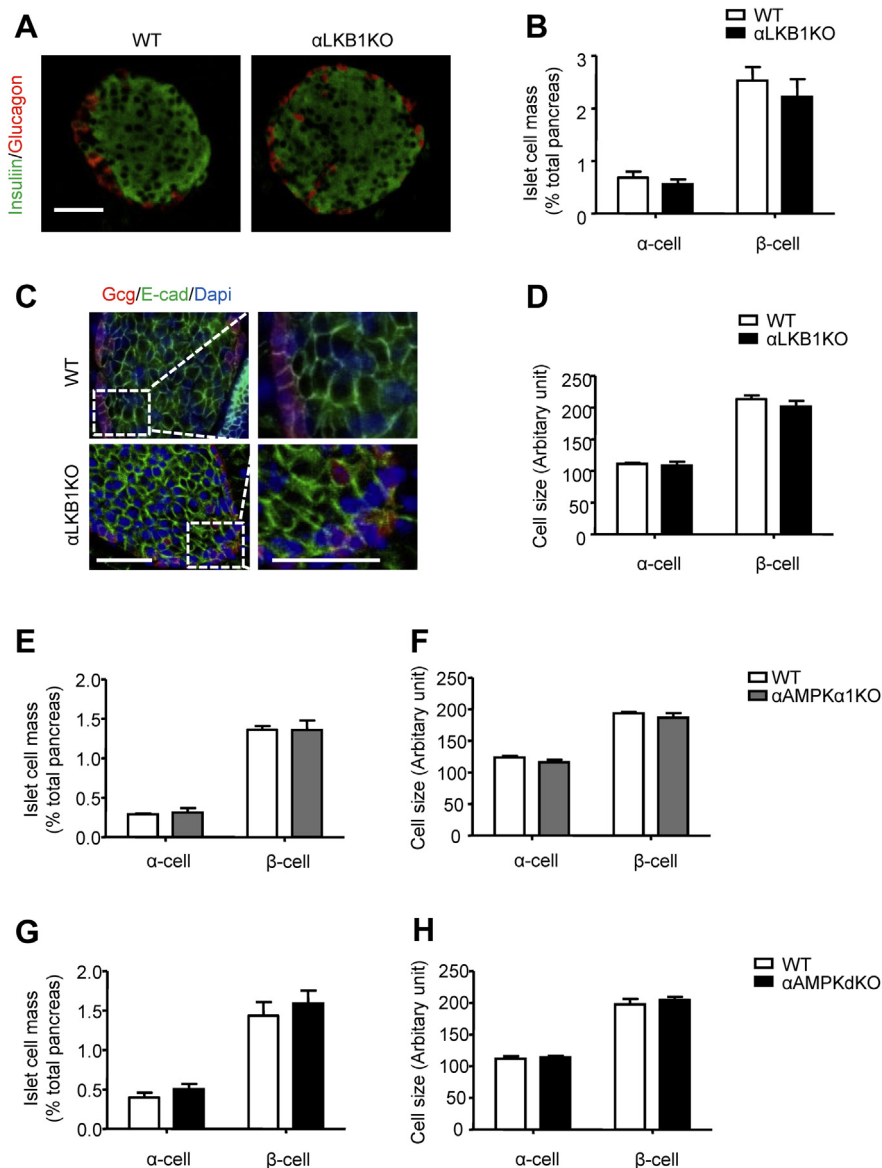 A
WT
αLKB1KO
Insuliin/Glucagon
B
WT
αLKB1KO
Islet cell mass
(% total pancreas)
3
2
1
0
α-cell
β-cell
C
Gcg/E-cad/Dapi
WT
αLKB1KO
D
WT
αLKB1KO
Cell size (Arbitary unit)
250
200
150
100
50
0
α-cell
β-cell
E
Islet cell mass
(% total pancreas)
2.0
1.5
1.0
0.5
0.0
α-cell
β-cell
F
WT
αAMPKα1KO
Cell size (Arbitary unit)
250
200
150
100
50
0
α-cell
β-cell
G
Islet cell mass
(% total pancreas)
2.0
1.5
1.0
0.5
0.0
α-cell
β-cell
H
WT
αAMPKdKO
Cell size (Arbitary unit)
250
200
150
100
50
0
α-cell
β-cell